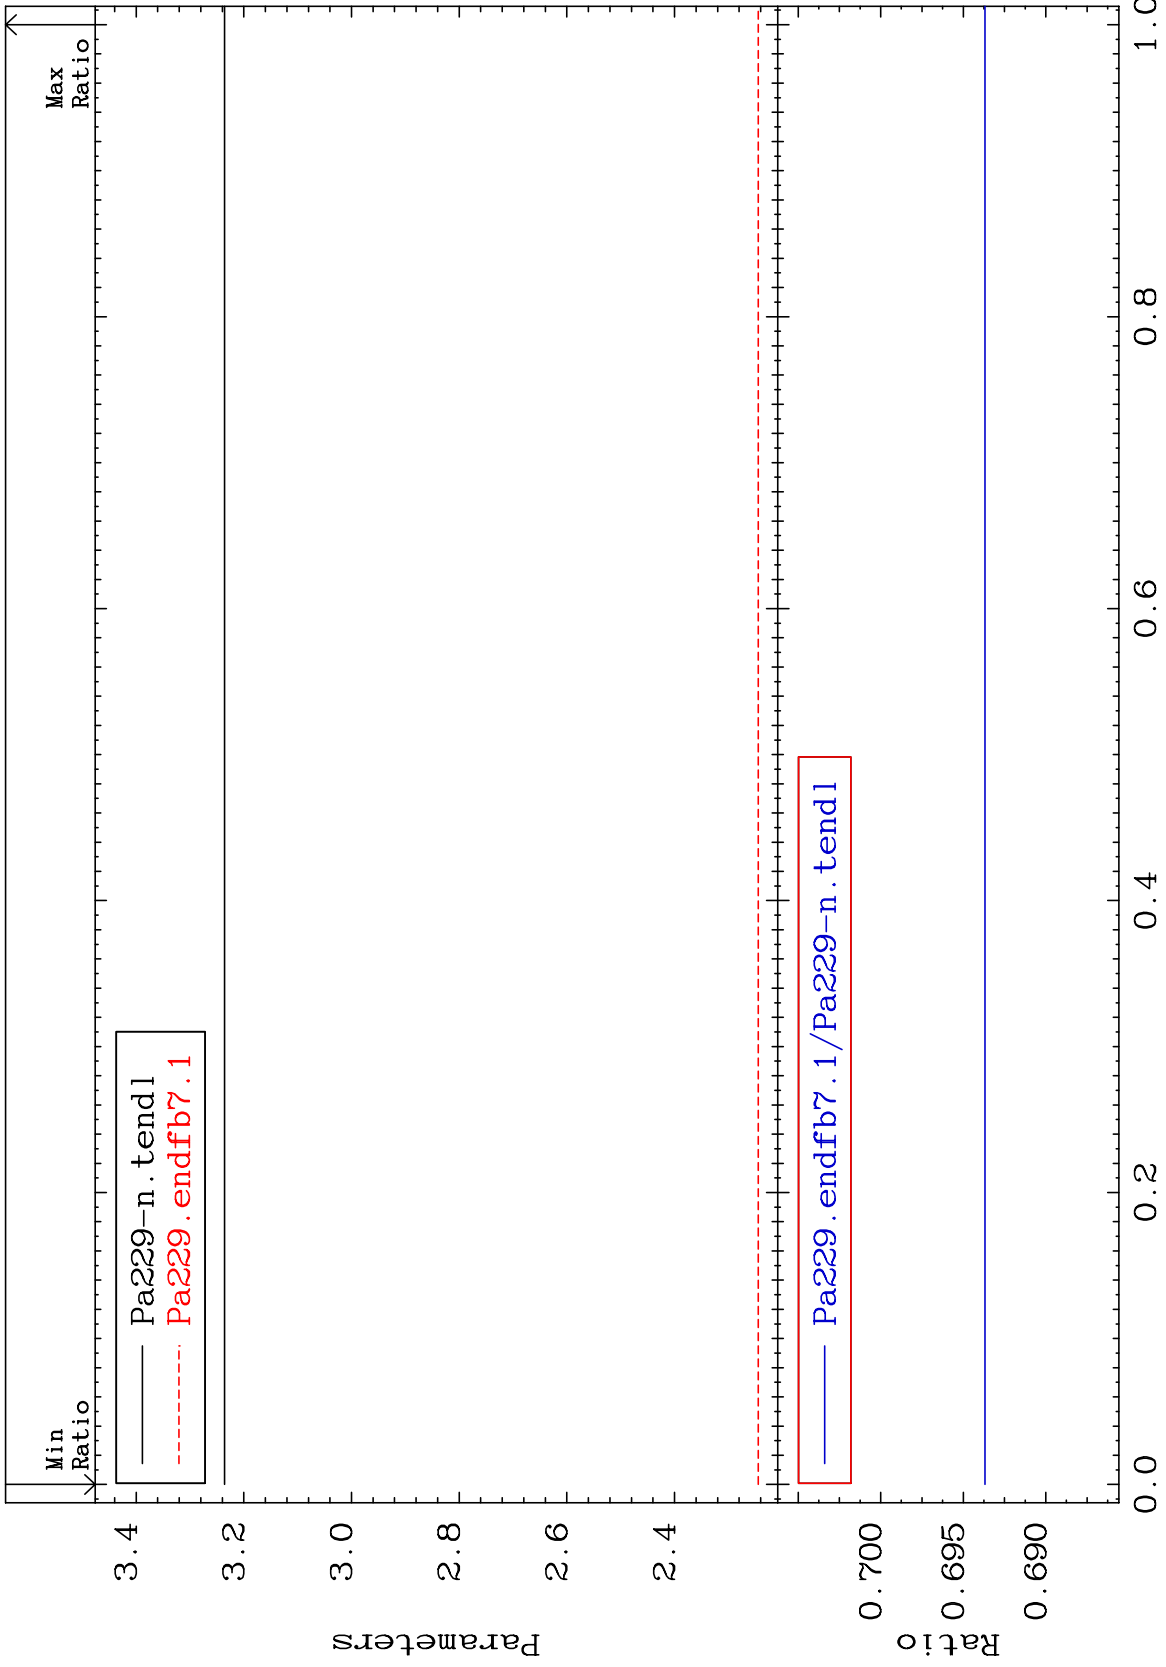 Min
Ratio
Max
Ratio
Pa229-n.tendl
Pa229.endfb7.1
3.4
3.2
3.0
2.8
2.6
2.4
Parameters
Pa229.endfb7.1/Pa229-n.tendl
0.700
0.695
0.690
Ratio
0.0
0.2
0.4
0.6
0.8
1.0